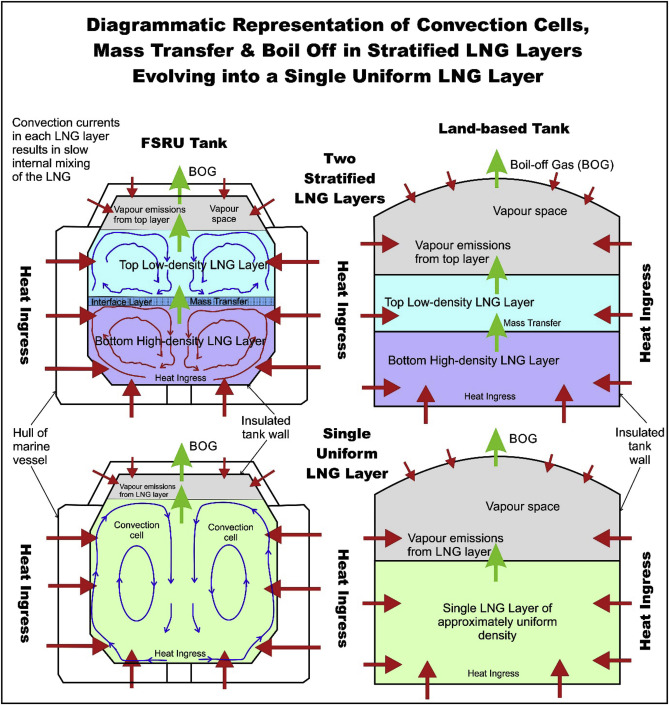 Diagrammatic Representation of Convection Cells,
Mass Transfer & Boil Off in Stratified LNG Layers
Evolving into a Single Uniform LNG Layer
Convection currents
in each LNG layer
results in slow
internal mixing
of the LNG
FSRU Tank
BOG
Two
Stratified
LNG Layers
Land-based Tank
Boil-off Gas (BOG)
Vapour emissions
from top layer
Vapour
space
Top Low-density LNG Layer
Interface Layer
Mass Transfer
Bottom High-density LNG Layer
Heat Ingress
Heat Ingress
Heat Ingress
Vapour space
Vapour emissions
from top layer
Top Low-density LNG Layer
Mass Transfer
Bottom High-density LNG Layer
Heat Ingress
Heat Ingress
Hull of
marine
vessel
Insulated
tank wall
Insulated
tank
wall
BOG
Single
Uniform
LNG Layer
BOG
Vapour emissions
from LNG layer
Convection
cell
Convection
cell
Heat Ingress
Heat Ingress
Heat Ingress
Vapour space
Vapour emissions
from LNG layer
Single LNG Layer of
approximately uniform
density
Heat Ingress
Heat Ingress